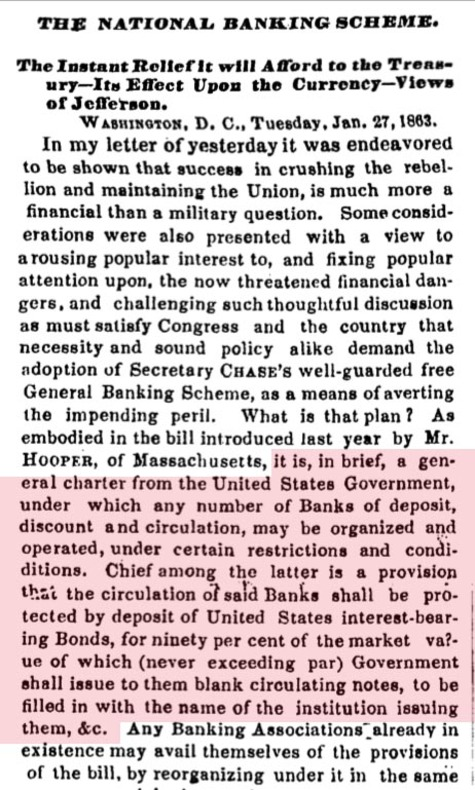 THE NATIONAL BANKING SCHEME.
The Instant Relief it will Afford to the Treas-
ury—Its Effect Upon the Currency—Views
of Jefferson.
WASHINGTON, D. C., Tuesday, Jan. 27, 1863.
In my letter of yesterday it was endeavored
to be shown that success in crushing the rebel-
lion and maintaining the Union, is much more a
financial than a military question. Some consid-
erations were also presented with a view to
arousing popular interest to, and fixing popular
attention upon, the now threatened financial dan-
gers, and challenging such thoughtful discussion
as must satisfy Congress and the country that
necessity and sound policy alike demand the
adoption of Secretary CHASE'S well-guarded free
General Banking Scheme, as a means of averting
the impending peril. What is that plan? As
embodied in the bill introduced last year by Mr.
HOOPER, of Massachusetts, it is, in brief, a gen-
eral charter from the United States Government,
under which any number of Banks of deposit,
discount and circulation, may be organized and
operated, under certain restrictions and condi-
ditions. Chief among the latter is a provision
that the circulation of said Banks shall be pro-
tected by deposit of United States interest-bear-
ing Bonds, for ninety per cent of the market va?-
ue of which (never exceeding par) Government
shall issue to them blank circulating notes, to be
filled in with the name of the institution issuing
them, &c. Any Banking Associations already in
existence may avail themselves of the provisions
of the bill, by reorganizing under it in the same